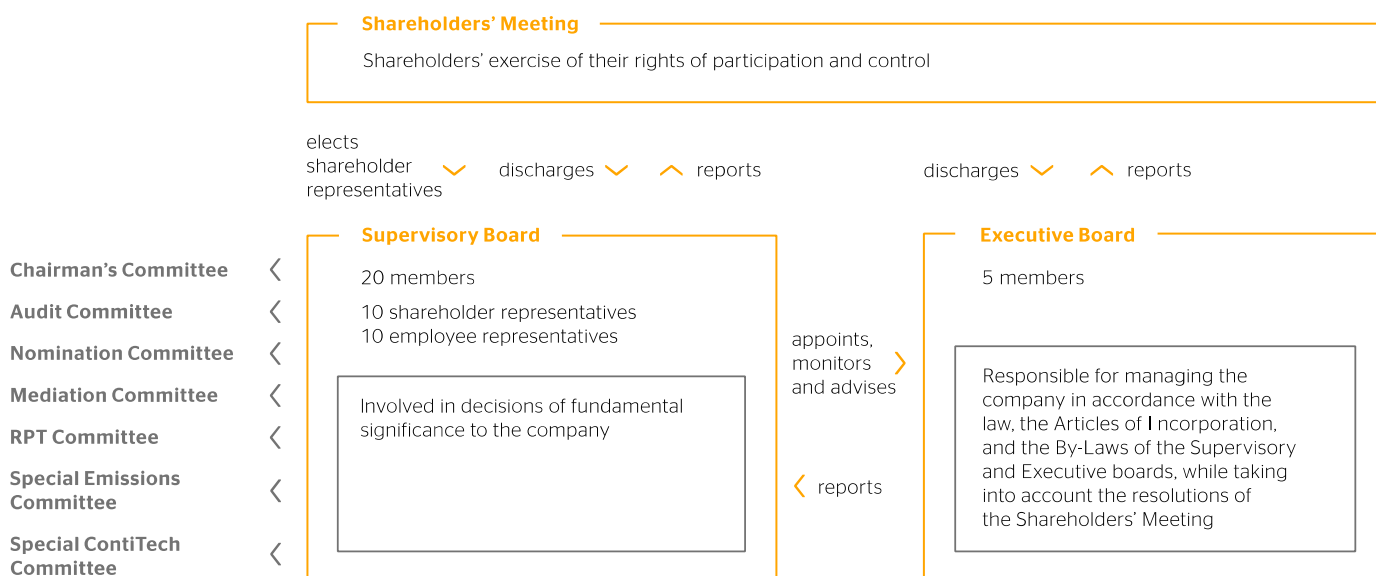 Shareholders’ Meeting
Shareholders’ exercise of their rights of participation and control
elects
shareholder
representatives
discharges
reports
discharges
reports
Supervisory Board
20 members
10 shareholder representatives
10 employee representatives
Involved in decisions of fundamental
significance to the company
Chairman’s Committee
Audit Committee
Nomination Committee
Mediation Committee
RPT Committee
Special Emissions
Committee
Special ContiTech
Committee
appoints,
monitors
and advises
reports
Executive Board
5 members
Responsible for managing the
company in accordance with the
law, the Articles of I ncorporation,
and the By-Laws of the Supervisory
and Executive boards, while taking
into account the resolutions of
the Shareholders’ Meeting